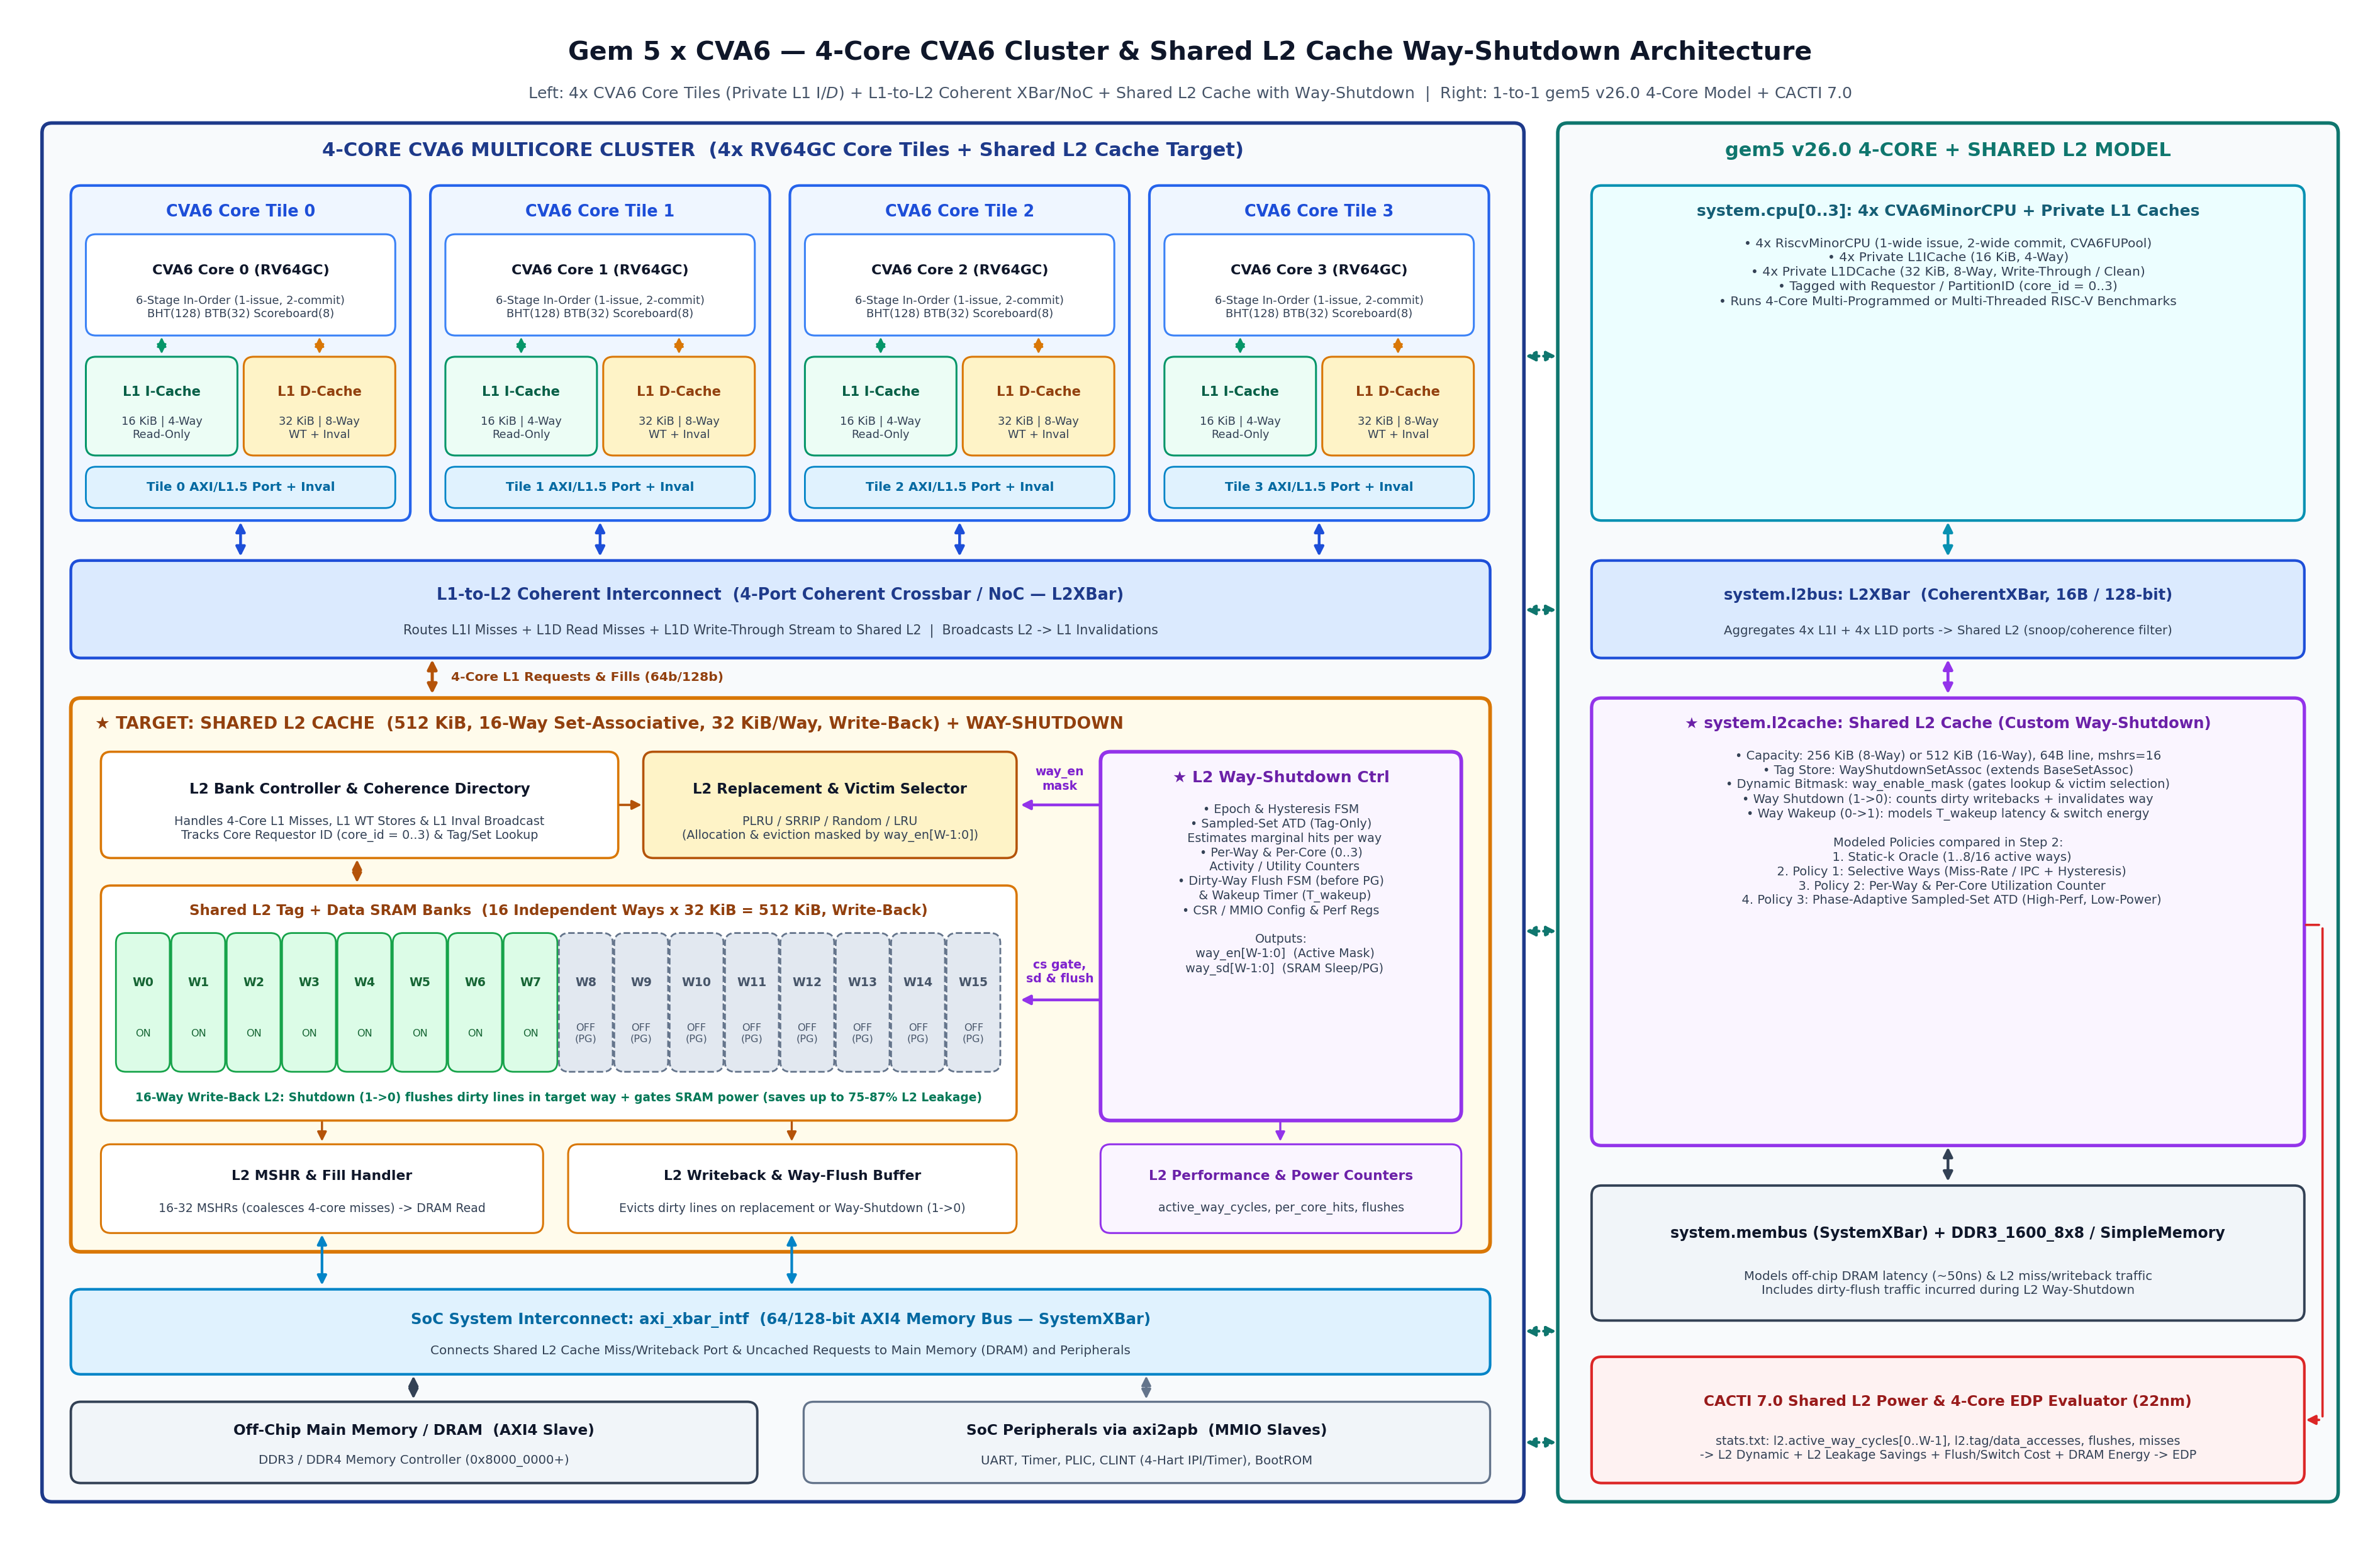 Gem 5 x CVA6 — 4-Core CVA6 Cluster & Shared L2 Cache Way-Shutdown Architecture
Left: 4x CVA6 Core Tiles (Private L1 I/D) + L1-to-L2 Coherent XBar/NoC + Shared L2 Cache with Way-Shutdown | Right: 1-to-1 gem5 v26.0 4-Core Model + CACTI 7.0
4-CORE CVA6 MULTICORE CLUSTER (4x RV64GC Core Tiles + Shared L2 Cache Target)
CVA6 Core Tile 0
CVA6 Core 0 (RV64GC)
6-Stage In-Order (1-issue, 2-commit)
BHT(128) BTB(32) Scoreboard(8)
L1 I-Cache
16 KiB | 4-Way
Read-Only
L1 D-Cache
32 KiB | 8-Way
WT + Inval
Tile 0 AXI/L1.5 Port + Inval
CVA6 Core Tile 1
CVA6 Core 1 (RV64GC)
6-Stage In-Order (1-issue, 2-commit)
BHT(128) BTB(32) Scoreboard(8)
L1 I-Cache
16 KiB | 4-Way
Read-Only
L1 D-Cache
32 KiB | 8-Way
WT + Inval
Tile 1 AXI/L1.5 Port + Inval
CVA6 Core Tile 2
CVA6 Core 2 (RV64GC)
6-Stage In-Order (1-issue, 2-commit)
BHT(128) BTB(32) Scoreboard(8)
L1 I-Cache
16 KiB | 4-Way
Read-Only
L1 D-Cache
32 KiB | 8-Way
WT + Inval
Tile 2 AXI/L1.5 Port + Inval
CVA6 Core Tile 3
CVA6 Core 3 (RV64GC)
6-Stage In-Order (1-issue, 2-commit)
BHT(128) BTB(32) Scoreboard(8)
L1 I-Cache
16 KiB | 4-Way
Read-Only
L1 D-Cache
32 KiB | 8-Way
WT + Inval
Tile 3 AXI/L1.5 Port + Inval
L1-to-L2 Coherent Interconnect (4-Port Coherent Crossbar / NoC — L2XBar)
Routes L1I Misses + L1D Read Misses + L1D Write-Through Stream to Shared L2 | Broadcasts L2 -> L1 Invalidations
4-Core L1 Requests & Fills (64b/128b)
★ TARGET: SHARED L2 CACHE (512 KiB, 16-Way Set-Associative, 32 KiB/Way, Write-Back) + WAY-SHUTDOWN
L2 Bank Controller & Coherence Directory
Handles 4-Core L1 Misses, L1 WT Stores & L1 Inval Broadcast
Tracks Core Requestor ID (core_id = 0..3) & Tag/Set Lookup
L2 Replacement & Victim Selector
PLRU / SRRIP / Random / LRU
(Allocation & eviction masked by way_en[W-1:0])
way_en
mask
★ L2 Way-Shutdown Ctrl
• Epoch & Hysteresis FSM
• Sampled-Set ATD (Tag-Only)
Estimates marginal hits per way
• Per-Way & Per-Core (0..3)
Activity / Utility Counters
• Dirty-Way Flush FSM (before PG)
& Wakeup Timer (T_wakeup)
• CSR / MMIO Config & Perf Regs
Outputs:
way_en[W-1:0] (Active Mask)
way_sd[W-1:0] (SRAM Sleep/PG)
Shared L2 Tag + Data SRAM Banks (16 Independent Ways x 32 KiB = 512 KiB, Write-Back)
W0 W1 W2 W3 W4 W5 W6 W7 W8 W9 W10 W11 W12 W13 W14 W15
ON ON ON ON ON ON ON ON OFF OFF OFF OFF OFF OFF OFF OFF
(PG) (PG) (PG) (PG) (PG) (PG) (PG) (PG)
16-Way Write-Back L2: Shutdown (1->0) flushes dirty lines in target way + gates SRAM power (saves up to 75-87% L2 Leakage)
cs gate,
sd & flush
L2 MSHR & Fill Handler
16-32 MSHRs (coalesces 4-core misses) -> DRAM Read
L2 Writeback & Way-Flush Buffer
Evicts dirty lines on replacement or Way-Shutdown (1->0)
L2 Performance & Power Counters
active_way_cycles, per_core_hits, flushes
SoC System Interconnect: axi_xbar_intf (64/128-bit AXI4 Memory Bus — SystemXBar)
Connects Shared L2 Cache Miss/Writeback Port & Uncached Requests to Main Memory (DRAM) and Peripherals
Off-Chip Main Memory / DRAM (AXI4 Slave)
DDR3 / DDR4 Memory Controller (0x8000_0000+)
SoC Peripherals via axi2apb (MMIO Slaves)
UART, Timer, PLIC, CLINT (4-Hart IPI/Timer), BootROM
gem5 v26.0 4-CORE + SHARED L2 MODEL
system.cpu[0..3]: 4x CVA6MinorCPU + Private L1 Caches
• 4x RiscvMinorCPU (1-wide issue, 2-wide commit, CVA6FUPool)
• 4x Private L1ICache (16 KiB, 4-Way)
• 4x Private L1DCache (32 KiB, 8-Way, Write-Through / Clean)
• Tagged with Requestor / PartitionID (core_id = 0..3)
• Runs 4-Core Multi-Programmed or Multi-Threaded RISC-V Benchmarks
system.l2bus: L2XBar (CoherentXBar, 16B / 128-bit)
Aggregates 4x L1I + 4x L1D ports -> Shared L2 (snoop/coherence filter)
★ system.l2cache: Shared L2 Cache (Custom Way-Shutdown)
• Capacity: 256 KiB (8-Way) or 512 KiB (16-Way), 64B line, mshrs=16
• Tag Store: WayShutdownSetAssoc (extends BaseSetAssoc)
• Dynamic Bitmask: way_enable_mask (gates lookup & victim selection)
• Way Shutdown (1->0): counts dirty writebacks + invalidates way
• Way Wakeup (0->1): models T_wakeup latency & switch energy
Modeled Policies compared in Step 2:
1. Static-k Oracle (1..8/16 active ways)
2. Policy 1: Selective Ways (Miss-Rate / IPC + Hysteresis)
3. Policy 2: Per-Way & Per-Core Utilization Counter
4. Policy 3: Phase-Adaptive Sampled-Set ATD (High-Perf, Low-Power)
system.membus (SystemXBar) + DDR3_1600_8x8 / SimpleMemory
Models off-chip DRAM latency (~50ns) & L2 miss/writeback traffic
Includes dirty-flush traffic incurred during L2 Way-Shutdown
CACTI 7.0 Shared L2 Power & 4-Core EDP Evaluator (22nm)
stats.txt: l2.active_way_cycles[0..W-1], l2.tag/data_accesses, flushes, misses
-> L2 Dynamic + L2 Leakage Savings + Flush/Switch Cost + DRAM Energy -> EDP